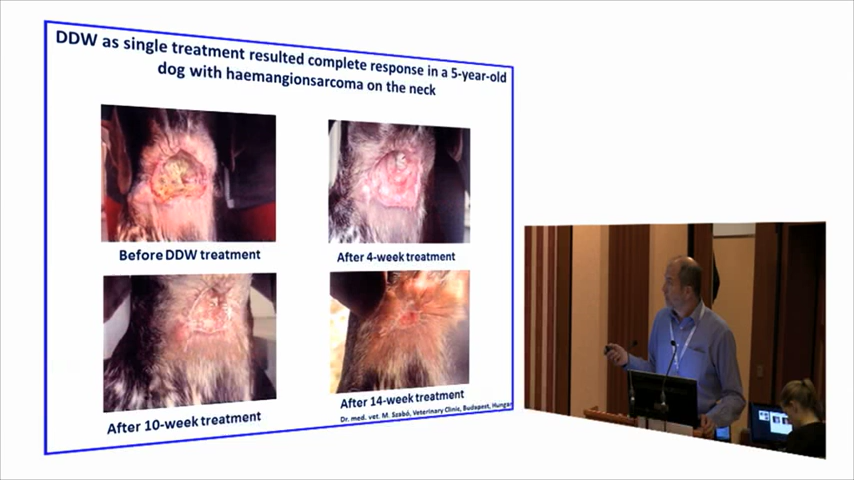 DDW as single treatment resulted complete response in a 5-year-old
dog with haemangionsarcoma on the neck
Before DDW treatment
After 4-week treatment
After 10-week treatment
After 14-week treatment
Dr. med. vet. M. Szabó, Veterinary Clinic, Budapest, Hungar